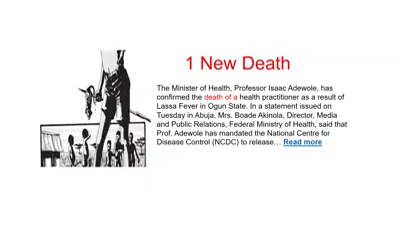 1 New Death
The Minister of Health, Professor Isaac Adewole, has
confirmed the death of a health practitioner as a result of
Lassa Fever in Ogun State. In a statement issued on
Tuesday in Abuja, Mrs. Boade Akinola, Director, Media
and Public Relations, Federal Ministry of Health, said that
Prof. Adewole has mandated the National Centre for
Disease Control (NCDC) to release… Read more